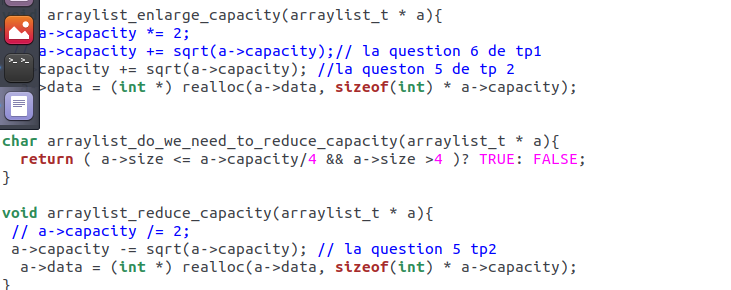 arraylist_enlarge_capacity(arraylist_t * a){
a->capacity *= 2;
a->capacity += sqrt(a->capacity);// la question 6 de tp1
capacity += sqrt(a->capacity); //la queston 5 de tp 2
>data = (int *) realloc(a->data, sizeof(int) * a->capacity);
char arraylist_do_we_need_to_reduce_capacity(arraylist_t * a){
return ( a->size <= a->capacity/4 && a->size >4 )? TRUE: FALSE;
}
void arraylist_reduce_capacity(arraylist_t * a){
// a->capacity /= 2;
a->capacity -= sqrt(a->capacity); // la question 5 tp2
a->data = (int *) realloc(a->data, sizeof(int) * a->capacity);
}